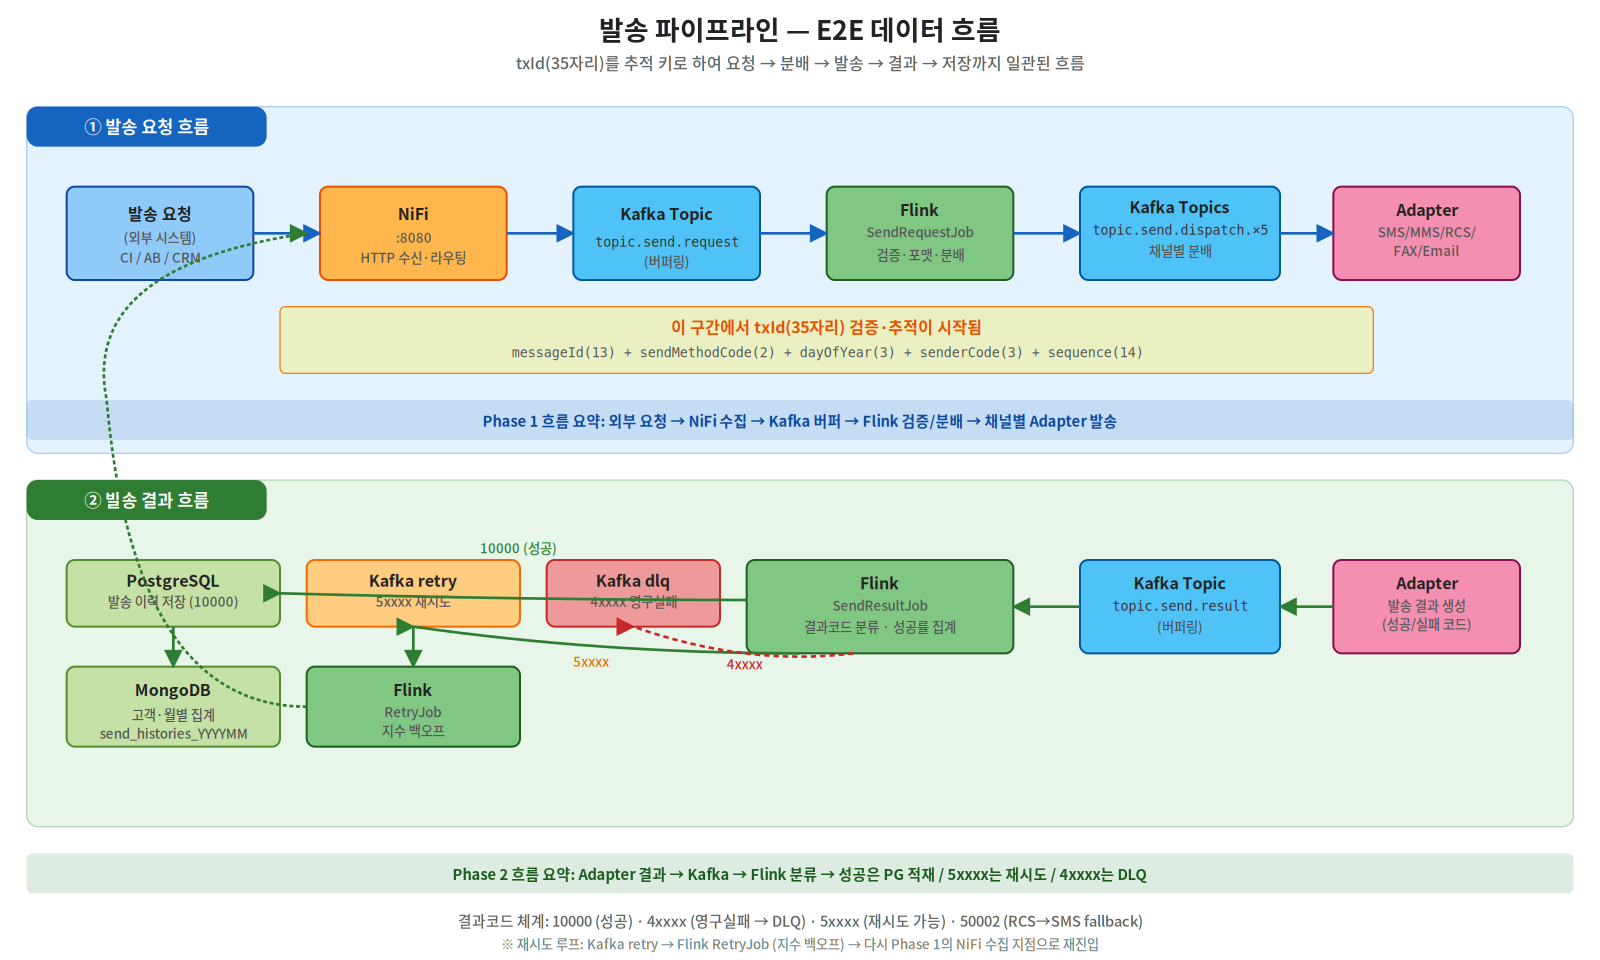 발송 파이프라인 — E2E 데이터 흐름
txId(35자리)를 추적 키로 하여 요청 → 분배 → 발송 → 결과 → 저장까지 일관된 흐름
① 발송 요청 흐름
발송 요청
(외부 시스템)
CI / AB / CRM
NiFi
:8080
HTTP 수신·라우팅
Kafka Topic
topic.send.request
(버퍼링)
Flink
SendRequestJob
검증·포맷·분배
Kafka Topics
topic.send.dispatch.×5
채널별 분배
Adapter
SMS/MMS/RCS/
FAX/Email
이 구간에서 txId(35자리) 검증·추적이 시작됨
messageId(13) + sendMethodCode(2) + dayOfYear(3) + senderCode(3) + sequence(14)
Phase 1 흐름 요약: 외부 요청 → NiFi 수집 → Kafka 버퍼 → Flink 검증/분배 → 채널별 Adapter 발송
② 발송 결과 흐름
10000 (성공)
PostgreSQL
발송 이력 저장 (10000)
Kafka retry
5xxxx 재시도
Kafka dlq
4xxxx 영구실패
Flink
SendResultJob
결과코드 분류 · 성공률 집계
Kafka Topic
topic.send.result
(버퍼링)
Adapter
발송 결과 생성
(성공/실패 코드)
5xxxx
4xxxx
MongoDB
고객·월별 집계
send_histories_YYYYMM
Flink
RetryJob
지수 백오프
Phase 2 흐름 요약: Adapter 결과 → Kafka → Flink 분류 → 성공은 PG 적재 / 5xxxx는 재시도 / 4xxxx는 DLQ
결과코드 체계: 10000 (성공) · 4xxxx (영구실패 → DLQ) · 5xxxx (재시도 가능) · 50002 (RCS→SMS fallback)
※ 재시도 루프: Kafka retry → Flink RetryJob (지수 백오프) → 다시 Phase 1의 NiFi 수집 지점으로 재진입